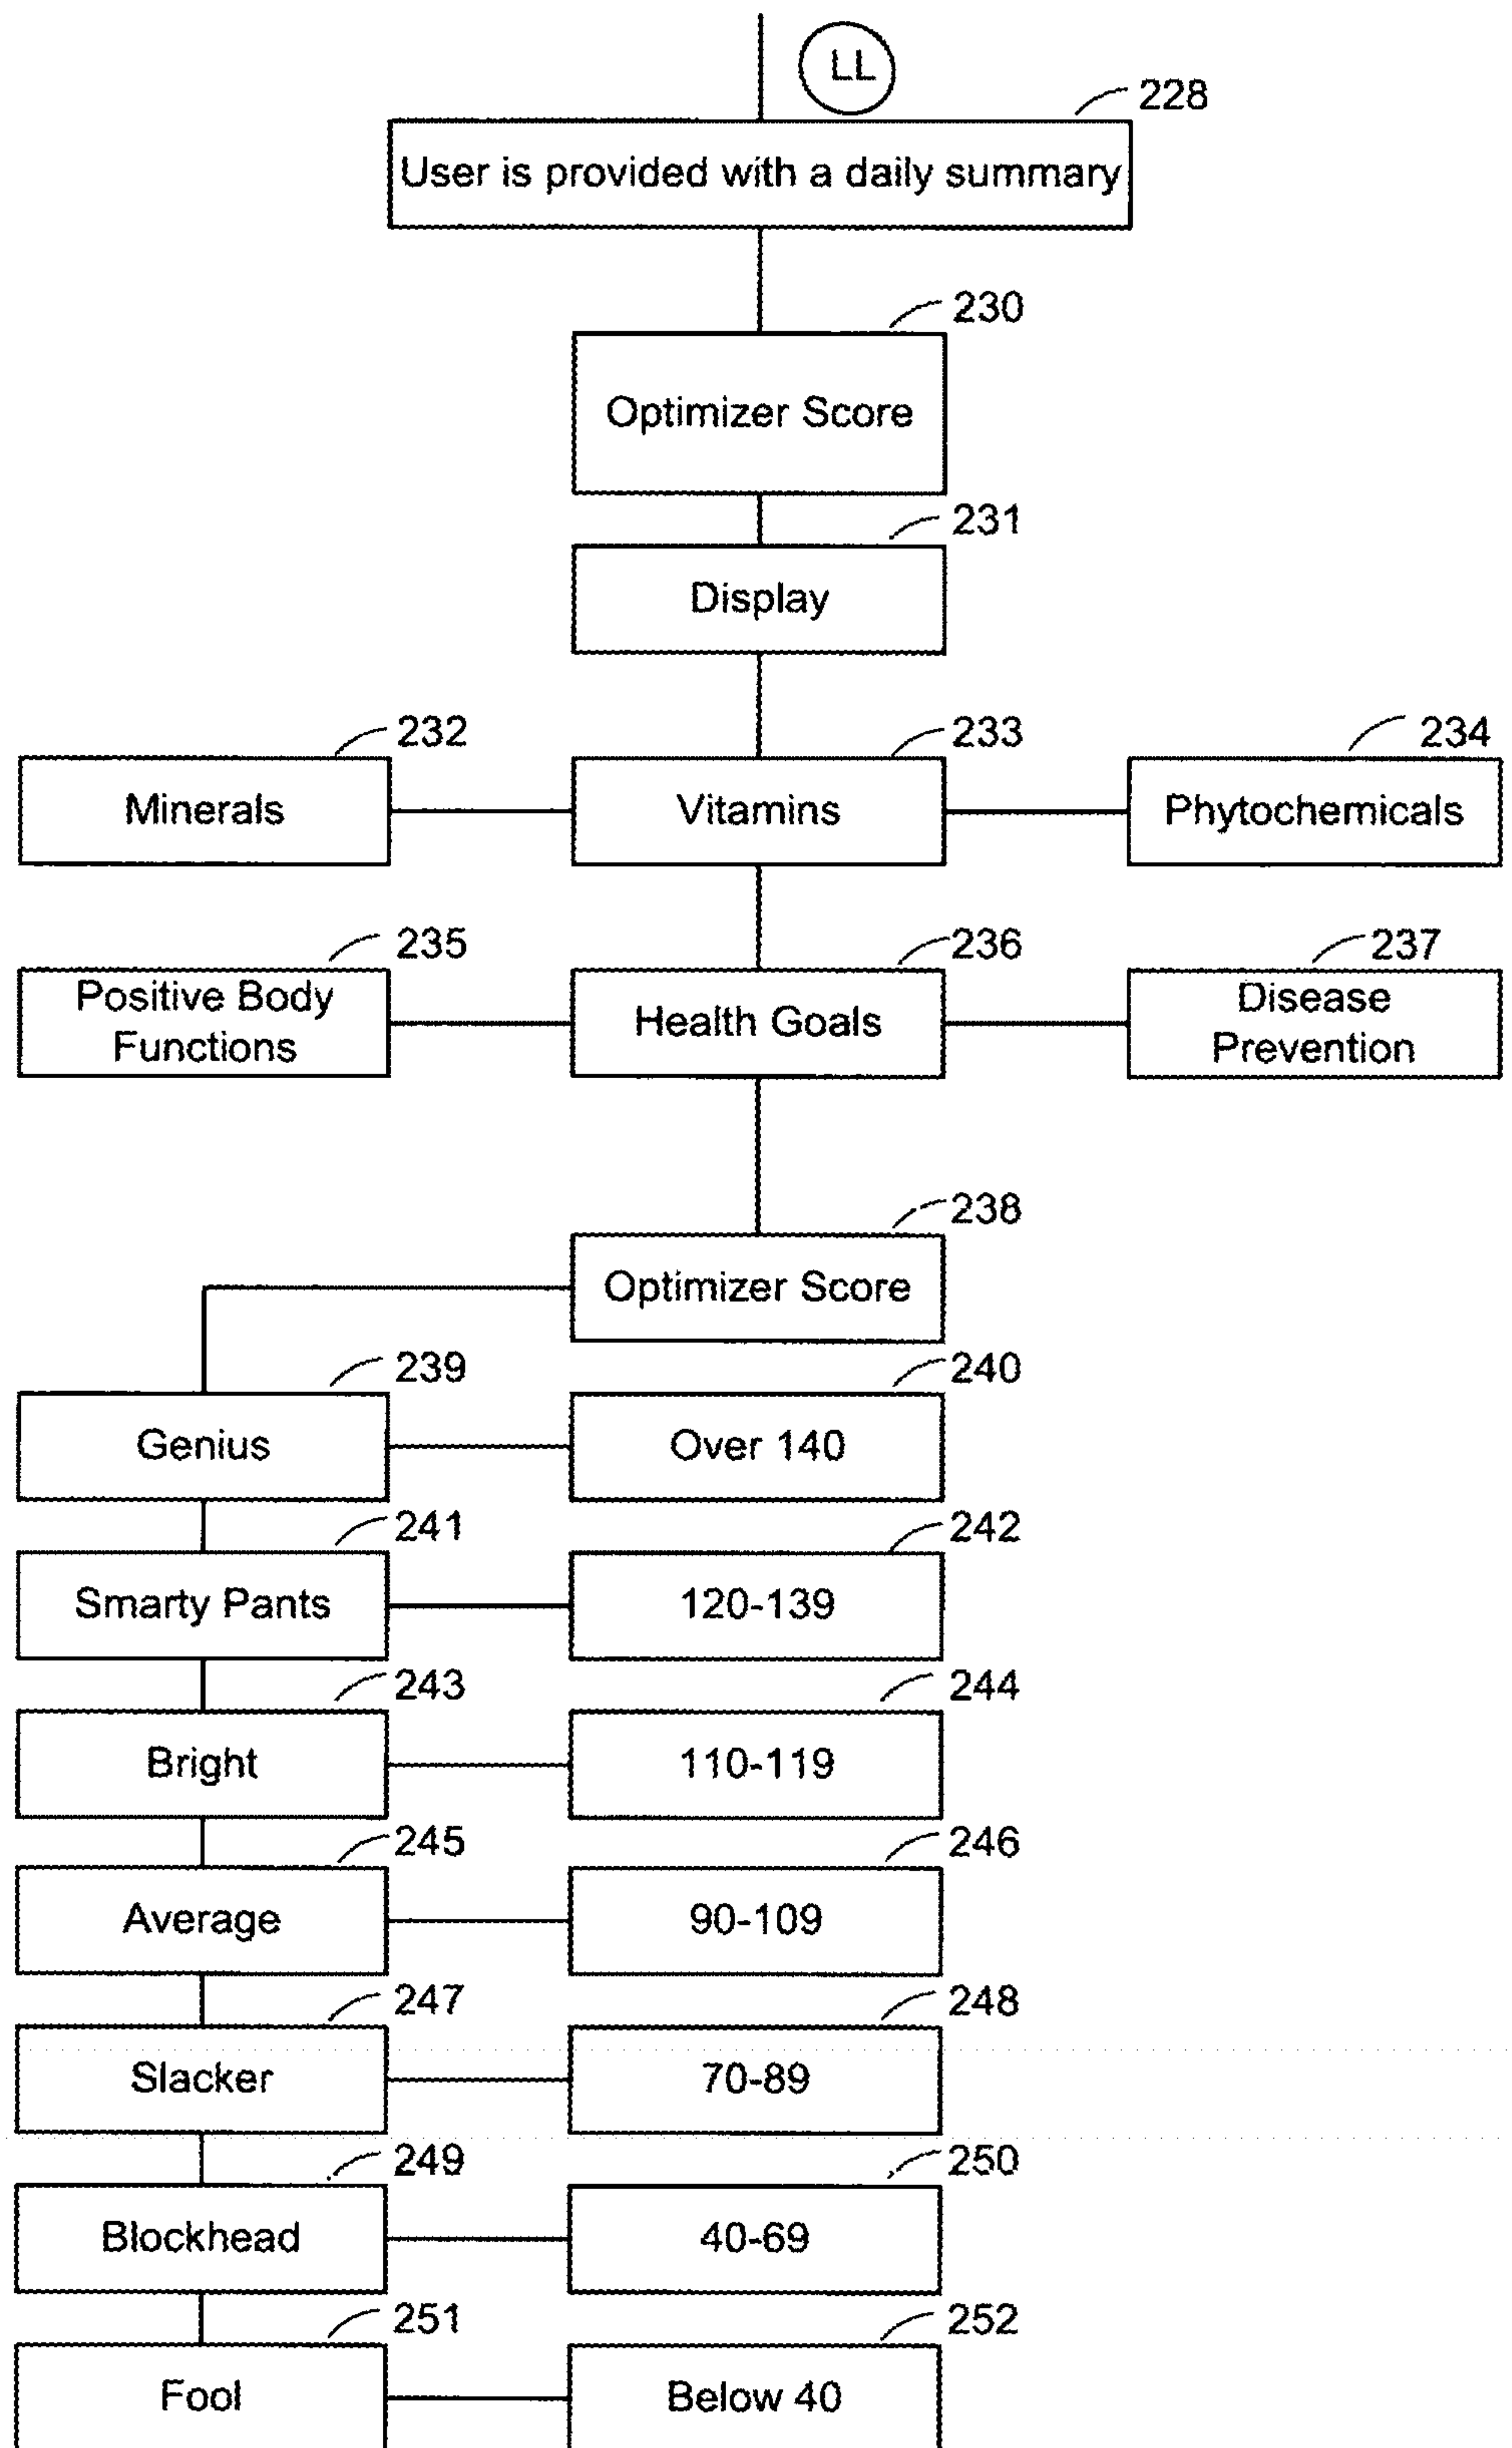 LL
228
User is provided with a daily summary
230
Optimizer Score
231
Display
232
233
234
Minerals
Vitamins
Phytochemicals
235
236
237
Positive Body
Functions
Health Goals
Disease
Prevention
238
Optimizer Score
239
240
Genius
Over 140
241
242
Smarty Pants
120-139
243
244
Bright
110-119
245
246
Average
90-109
247
248
Slacker
70-89
249
250
Blockhead
40-69
251
252
Fool
Below 40